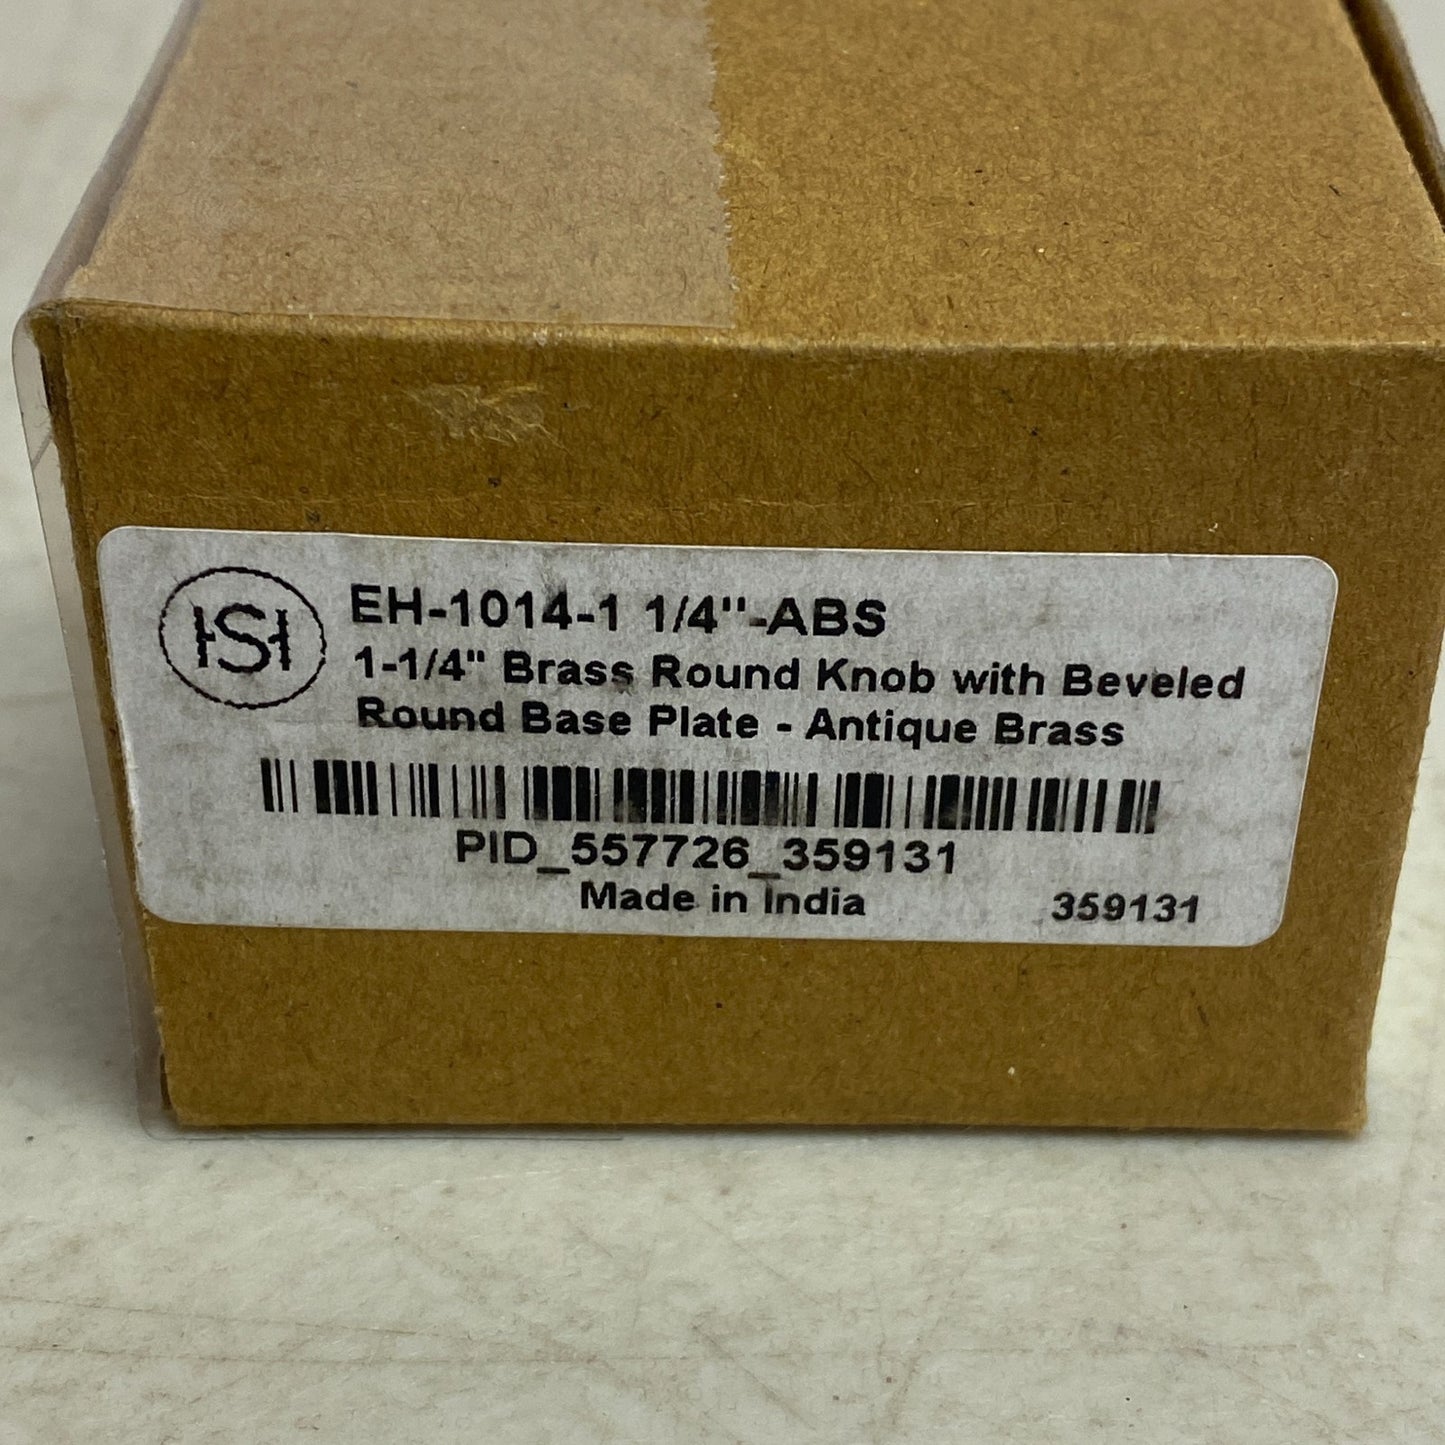 HSH
EH-1014-1 1/4''-ABS
1-1/4" Brass Round Knob with Beveled
Round Base Plate - Antique Brass
PID_557726_359131
Made in India 359131